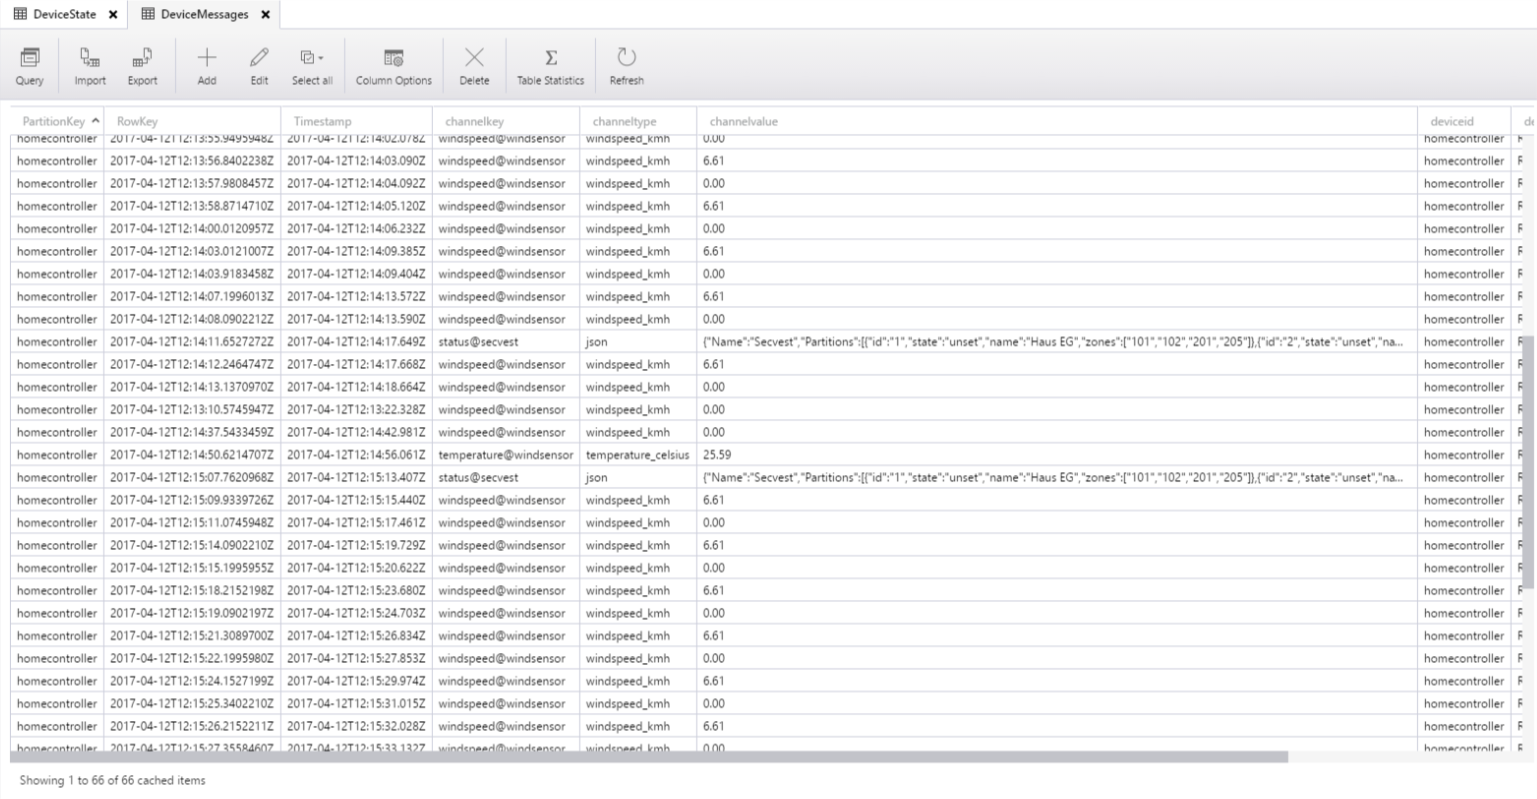 DeviceState x DeviceMessages x
Query Import Export Add Edit Select all Column Options Delete Table Statistics Refresh
PartitionKey RowKey Timestamp channelkey channeltype channelvalue deviceid de
homecontroller 2017-04-12T12:13:55.9495948Z 2017-04-12T12:14:02.078Z windspeed@windsensor windspeed_kmh 0.00 homecontroller
homecontroller 2017-04-12T12:13:56.8402238Z 2017-04-12T12:14:03.090Z windspeed@windsensor windspeed_kmh 6.61 homecontroller
homecontroller 2017-04-12T12:13:57.9808457Z 2017-04-12T12:14:04.092Z windspeed@windsensor windspeed_kmh 0.00 homecontroller
homecontroller 2017-04-12T12:13:58.8714710Z 2017-04-12T12:14:05.120Z windspeed@windsensor windspeed_kmh 6.61 homecontroller
homecontroller 2017-04-12T12:14:00.0120957Z 2017-04-12T12:14:06.232Z windspeed@windsensor windspeed_kmh 0.00 homecontroller
homecontroller 2017-04-12T12:14:03.0121007Z 2017-04-12T12:14:09.385Z windspeed@windsensor windspeed_kmh 6.61 homecontroller
homecontroller 2017-04-12T12:14:03.9183458Z 2017-04-12T12:14:09.404Z windspeed@windsensor windspeed_kmh 0.00 homecontroller
homecontroller 2017-04-12T12:14:07.1996013Z 2017-04-12T12:14:13.572Z windspeed@windsensor windspeed_kmh 6.61 homecontroller
homecontroller 2017-04-12T12:14:08.0902212Z 2017-04-12T12:14:13.590Z windspeed@windsensor windspeed_kmh 0.00 homecontroller
homecontroller 2017-04-12T12:14:11.6527272Z 2017-04-12T12:14:17.649Z status@secvest json {"Name":"Secvest","Partitions":[{"id":"1","state":"unset","name":"Haus EG","zones":["101","102","201","205"]},{"id":"2","state":"unset","na... homecontroller
homecontroller 2017-04-12T12:14:12.2464747Z 2017-04-12T12:14:17.668Z windspeed@windsensor windspeed_kmh 6.61 homecontroller
homecontroller 2017-04-12T12:14:13.1370970Z 2017-04-12T12:14:18.664Z windspeed@windsensor windspeed_kmh 0.00 homecontroller
homecontroller 2017-04-12T12:13:10.5745947Z 2017-04-12T12:13:22.328Z windspeed@windsensor windspeed_kmh 0.00 homecontroller
homecontroller 2017-04-12T12:14:37.5433459Z 2017-04-12T12:14:42.981Z windspeed@windsensor windspeed_kmh 0.00 homecontroller
homecontroller 2017-04-12T12:14:50.6214707Z 2017-04-12T12:14:56.061Z temperature@windsensor temperature_celsius 25.59 homecontroller
homecontroller 2017-04-12T12:15:07.7620968Z 2017-04-12T12:15:13.407Z status@secvest json {"Name":"Secvest","Partitions":[{"id":"1","state":"unset","name":"Haus EG","zones":["101","102","201","205"]},{"id":"2","state":"unset","na... homecontroller
homecontroller 2017-04-12T12:15:09.9339726Z 2017-04-12T12:15:15.440Z windspeed@windsensor windspeed_kmh 6.61 homecontroller
homecontroller 2017-04-12T12:15:11.0745948Z 2017-04-12T12:15:17.461Z windspeed@windsensor windspeed_kmh 0.00 homecontroller
homecontroller 2017-04-12T12:15:14.0902210Z 2017-04-12T12:15:19.729Z windspeed@windsensor windspeed_kmh 6.61 homecontroller
homecontroller 2017-04-12T12:15:15.1995955Z 2017-04-12T12:15:20.622Z windspeed@windsensor windspeed_kmh 0.00 homecontroller
homecontroller 2017-04-12T12:15:18.2152198Z 2017-04-12T12:15:23.680Z windspeed@windsensor windspeed_kmh 6.61 homecontroller
homecontroller 2017-04-12T12:15:19.0902197Z 2017-04-12T12:15:24.703Z windspeed@windsensor windspeed_kmh 0.00 homecontroller
homecontroller 2017-04-12T12:15:21.3089700Z 2017-04-12T12:15:26.834Z windspeed@windsensor windspeed_kmh 6.61 homecontroller
homecontroller 2017-04-12T12:15:22.1995980Z 2017-04-12T12:15:27.853Z windspeed@windsensor windspeed_kmh 0.00 homecontroller
homecontroller 2017-04-12T12:15:24.1527199Z 2017-04-12T12:15:29.974Z windspeed@windsensor windspeed_kmh 6.61 homecontroller
homecontroller 2017-04-12T12:15:25.3402210Z 2017-04-12T12:15:31.015Z windspeed@windsensor windspeed_kmh 0.00 homecontroller
homecontroller 2017-04-12T12:15:26.2152211Z 2017-04-12T12:15:32.028Z windspeed@windsensor windspeed_kmh 6.61 homecontroller
homecontroller 2017-04-12T12:15:27.3558460Z 2017-04-12T12:15:33.132Z windspeed@windsensor windspeed_kmh 0.00 homecontroller
Showing 1 to 66 of 66 cached items